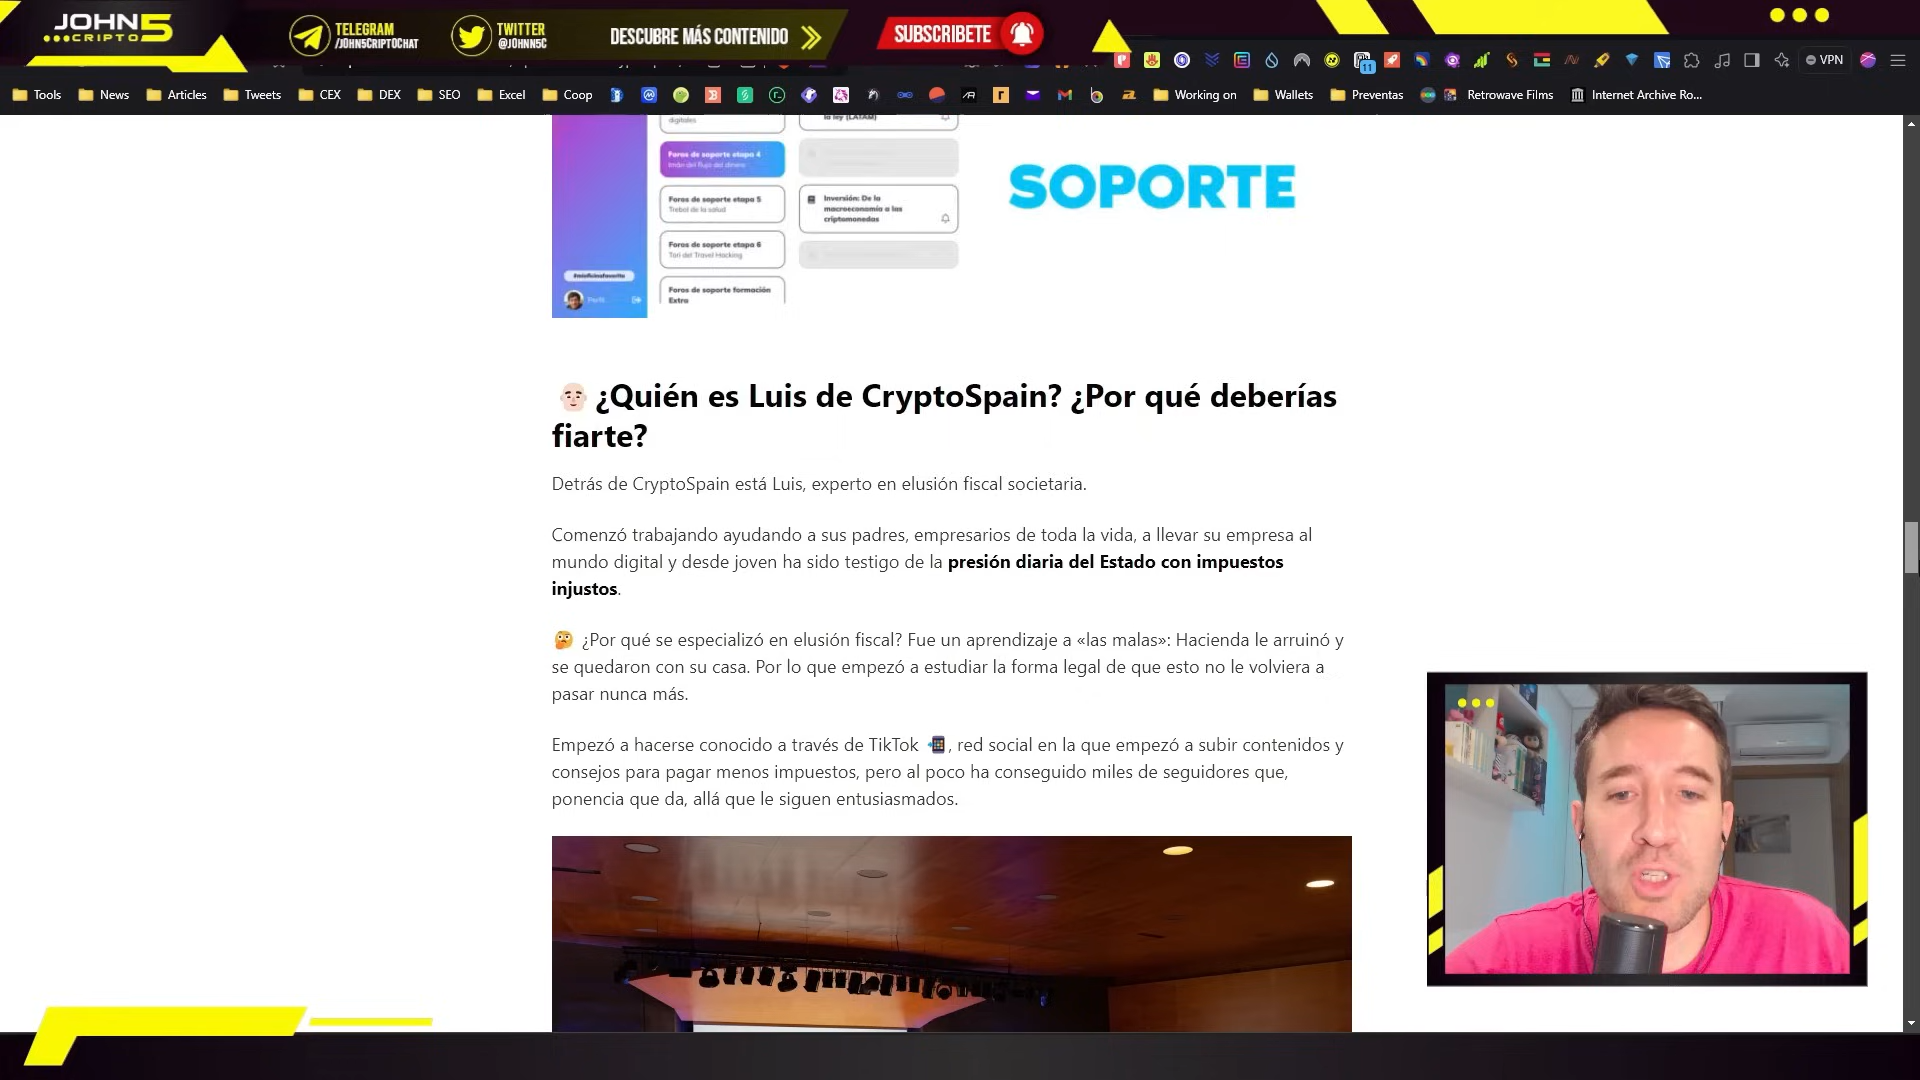 JOHN 5
CRIPTO
TELEGRAM
/JOHN5CRIPTOCHAT
TWITTER
@J0HNN5C
DESCUBRE MÁS CONTENIDO
SUBSCRIBETE
11
VPN
Tools
News
Articles
Tweets
CEX
DEX
SEO
Excel
Coop
Working on
Wallets
Preventas
Retrowave Films
Internet Archive Ro...
digitales
la ley (LATAM)
Foros de soporte etapa 4
Imán del flujo del dinero
Foros de soporte etapa 5
Trebol de la salud
Inversión: De la
macroeconomía a las
criptomonedas
Foros de soporte etapa 6
Tori del Travel Hacking
#mioficinafavorita
Perfil
Foros de soporte formación
Extra
SOPORTE
¿Quién es Luis de CryptoSpain? ¿Por qué deberías
fiarte?
Detrás de CryptoSpain está Luis, experto en elusión fiscal societaria.
Comenzó trabajando ayudando a sus padres, empresarios de toda la vida, a llevar su empresa al
mundo digital y desde joven ha sido testigo de la presión diaria del Estado con impuestos
injustos.
¿Por qué se especializó en elusión fiscal? Fue un aprendizaje a «las malas»: Hacienda le arruinó y
se quedaron con su casa. Por lo que empezó a estudiar la forma legal de que esto no le volviera a
pasar nunca más.
Empezó a hacerse conocido a través de TikTok , red social en la que empezó a subir contenidos y
consejos para pagar menos impuestos, pero al poco ha conseguido miles de seguidores que,
ponencia que da, allá que le siguen entusiasmados.